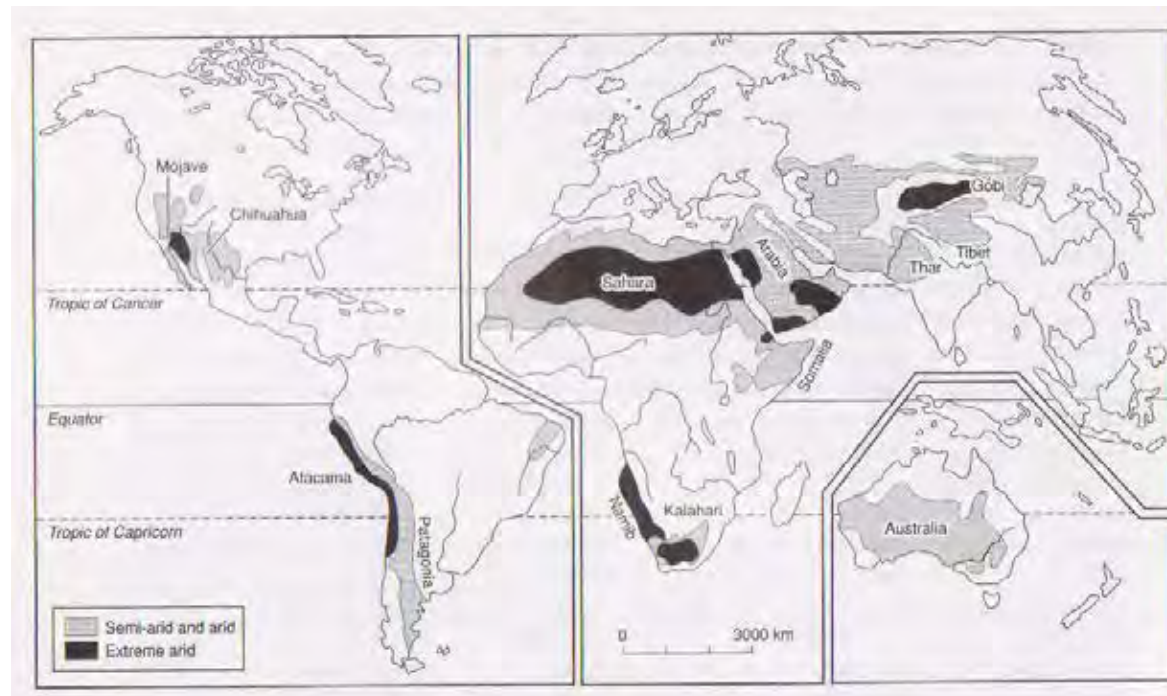 Mojave
Chihuahua
Tropic of Cancer
Equator
Atacama
Tropic of Capricorn
Patagonia
Semi-arid and arid
Extreme arid
Sahara
Arabia
Somalia
Gobi
Tibet
Thar
Namib
Kalahari
0 3000 km
Australia